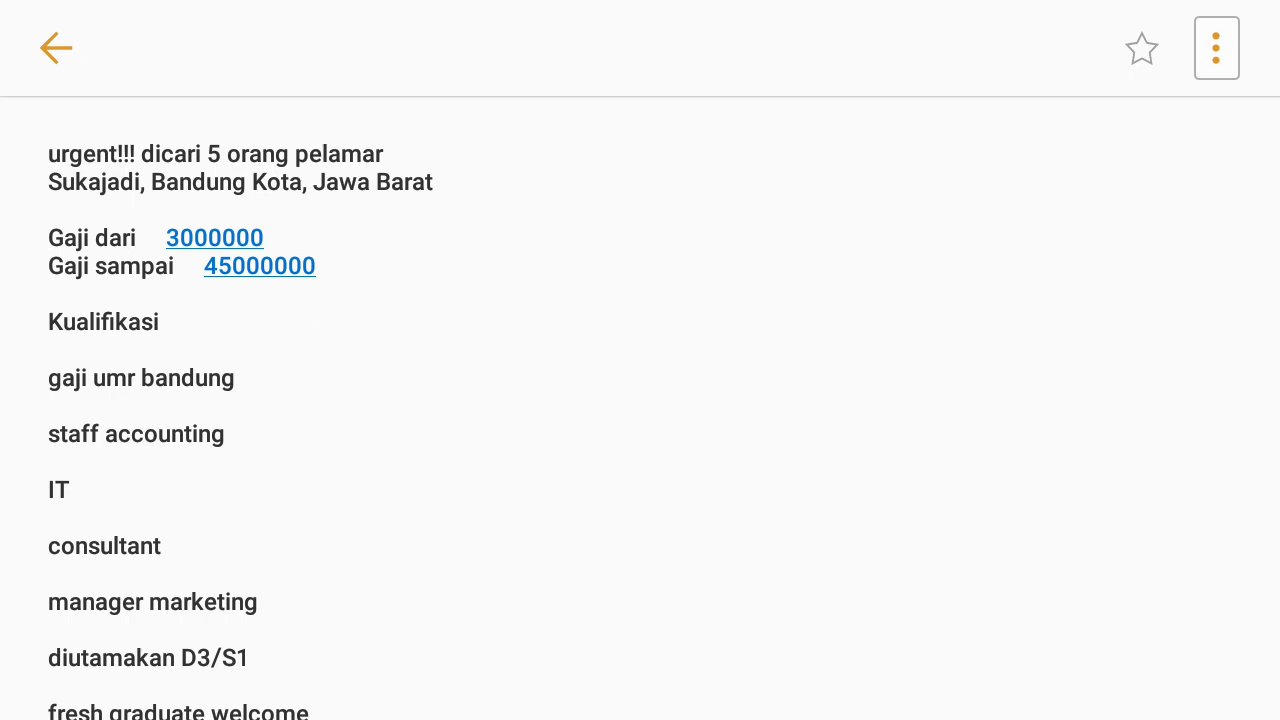 urgent!!! dicari 5 orang pelamar
Sukajadi, Bandung Kota, Jawa Barat
Gaji dari 3000000
Gaji sampai 45000000
Kualifikasi
gaji umr bandung
staff accounting
IT
consultant
manager marketing
diutamakan D3/S1
fresh graduate welcome